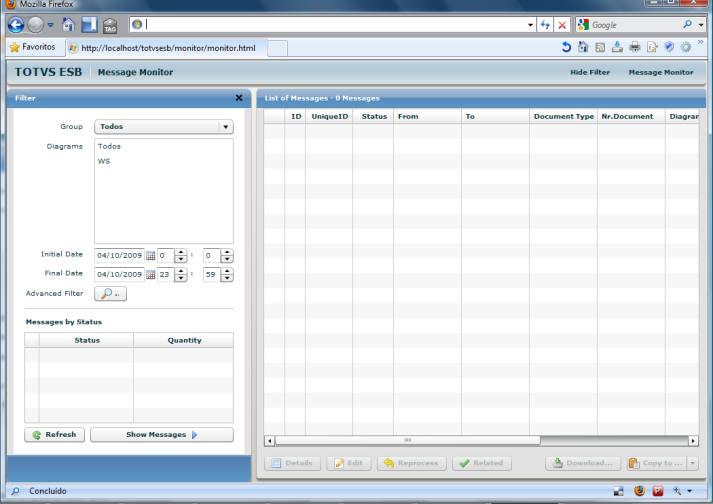 Mozilla Firefox
TAG
Google
Favoritos
http://localhost/totvsesb/monitor/monitor.html
TOTVS ESB Message Monitor
Hide Filter Message Monitor
Filter
Group Todos
Diagrams Todos
WS
Initial Date 04/10/2009 0 : 0
Final Date 04/10/2009 23 : 59
Advanced Filter ..
Messages by Status
Status Quantity
Refresh Show Messages
List of Messages - 0 Messages
ID UniqueID Status From To Document Type Nr.Document Diagram
Details Edit Reprocess Related Download... Copy to ...
Concluído